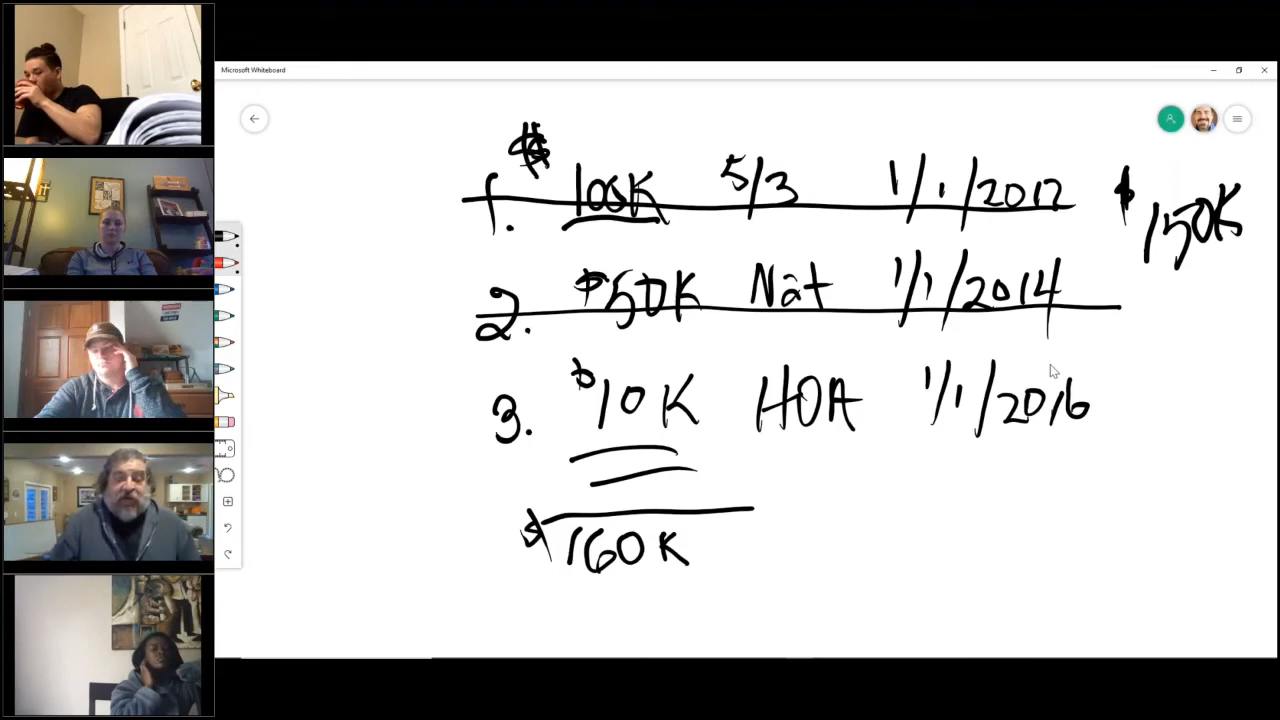 Microsoft Whiteboard
$
1. 100K 5/3 1/1/2012 $150K
2. $50K Nat 1/1/2014
3. $10K HOA 1/1/2016
$160K